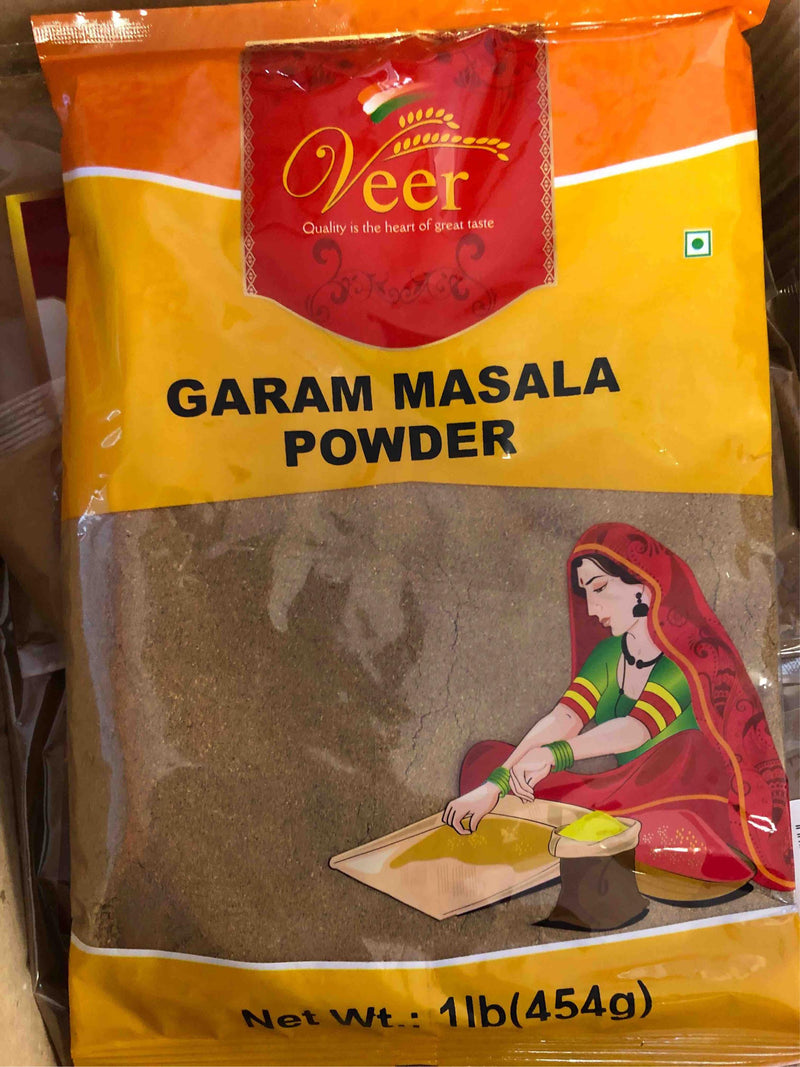 Veer
Quality is the heart of great taste
GARAM MASALA
POWDER
Net Wt.: 1lb(454g)